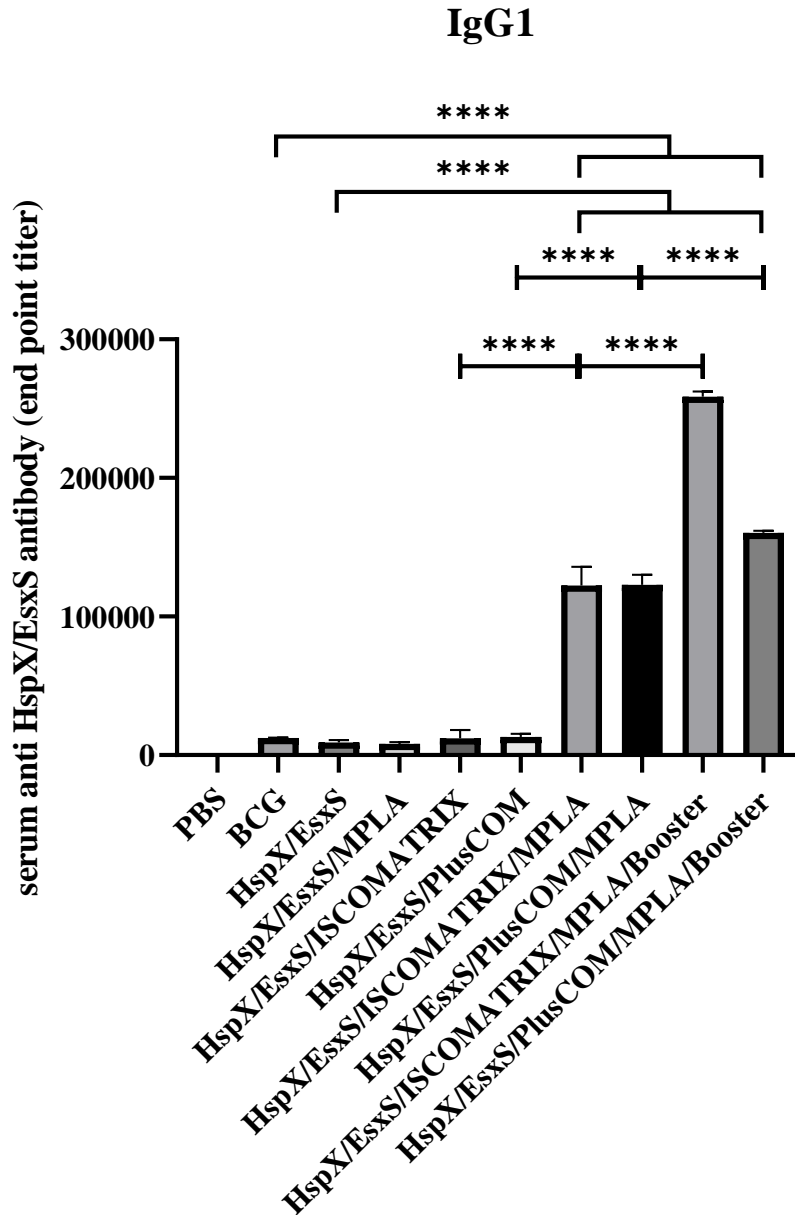 IgG1
****
****
**** ****
**** ****
serum anti HspX/EsxS antibody (end point titer)
300000
200000
100000
0
PBS
BCG
HspX/EsxS
HspX/EsxS/MPLA
HspX/EsxS/ISCOMATRIX
HspX/EsxS/PlusCOM
HspX/EsxS/ISCOMATRIX/MPLA
HspX/EsxS/PlusCOM/MPLA
HspX/EsxS/ISCOMATRIX/MPLA/Booster
HspX/EsxS/PlusCOM/MPLA/Booster